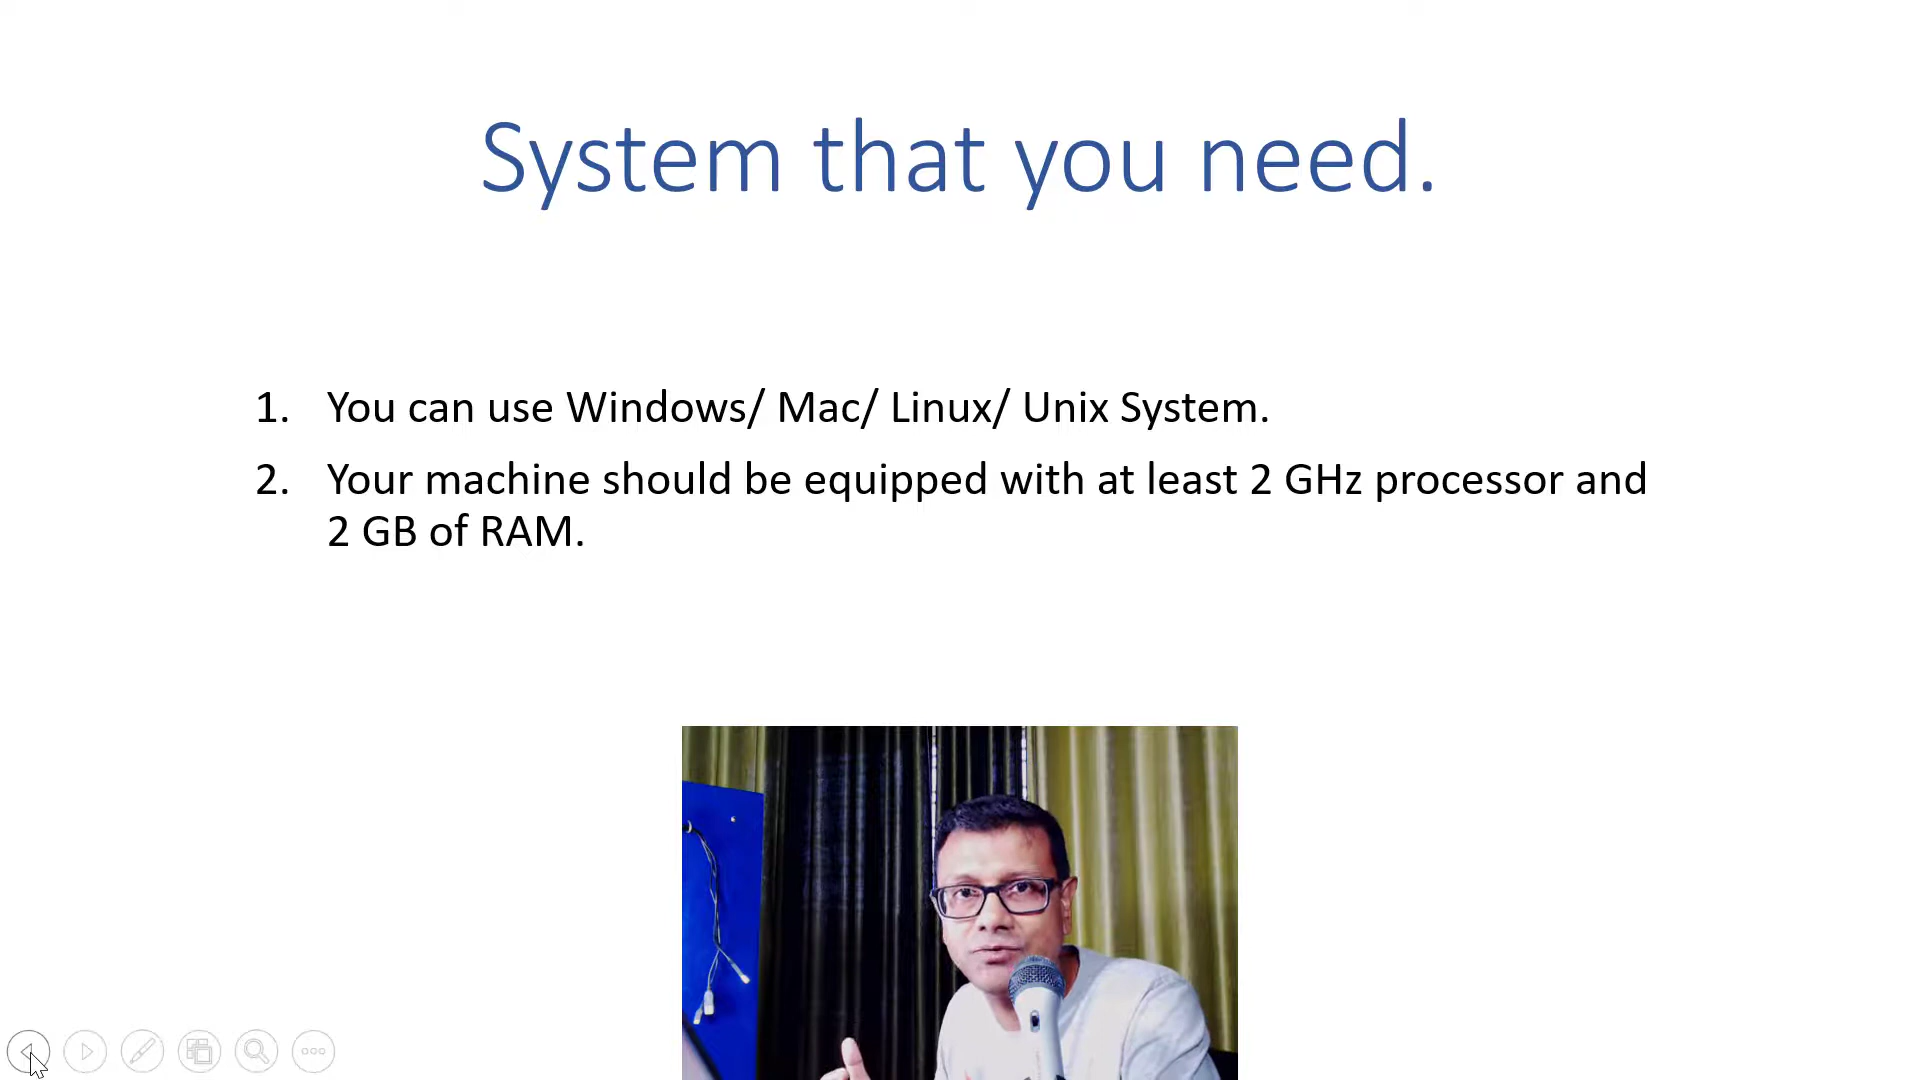 System that you need.
1. You can use Windows/ Mac/ Linux/ Unix System.
2. Your machine should be equipped with at least 2 GHz processor and
2 GB of RAM.